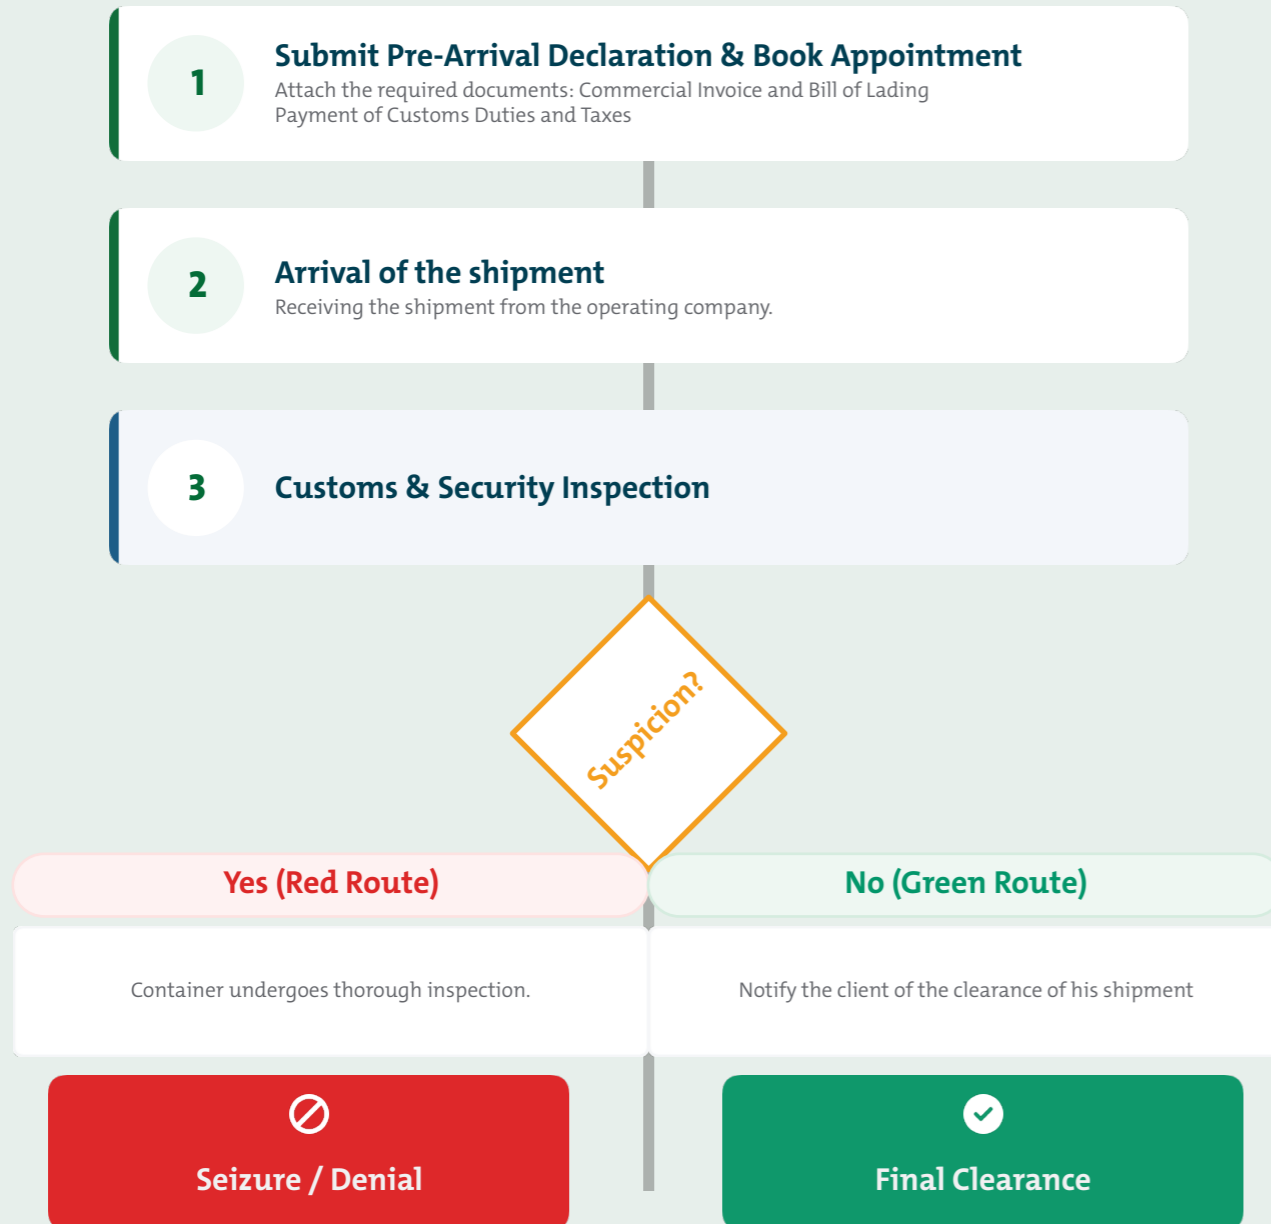 1
Submit Pre-Arrival Declaration & Book Appointment
Attach the required documents: Commercial Invoice and Bill of Lading
Payment of Customs Duties and Taxes
2
Arrival of the shipment
Receiving the shipment from the operating company.
3
Customs & Security Inspection
Suspicion?
Yes (Red Route)
No (Green Route)
Container undergoes thorough inspection.
Notify the client of the clearance of his shipment
Seizure / Denial
Final Clearance